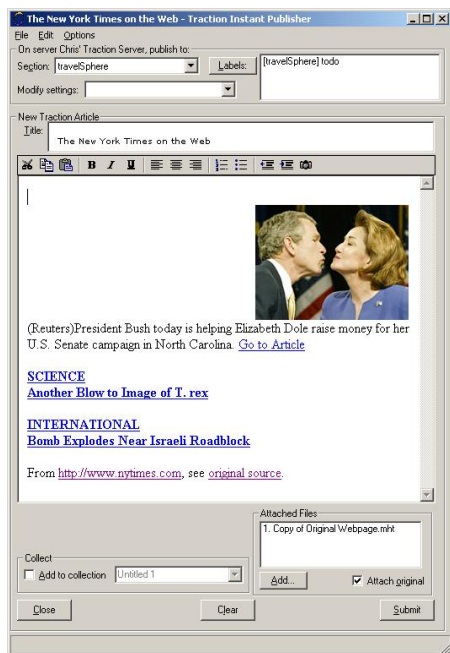 The New York Times on the Web - Traction Instant Publisher
File Edit Options
On server Chris' Traction Server, publish to:
Section: travelSphere Labels: [travelSphere] todo
Modify settings:
New Traction Article
Title:
The New York Times on the Web
B I U
(Reuters)President Bush today is helping Elizabeth Dole raise money for her
U.S. Senate campaign in North Carolina. Go to Article
SCIENCE
Another Blow to Image of T. rex
INTERNATIONAL
Bomb Explodes Near Israeli Roadblock
From http://www.nytimes.com, see original source.
Attached Files
1. Copy of Original Webpage.mht
Collect
Add to collection Untitled 1
Add... Attach original
Close Clear Submit